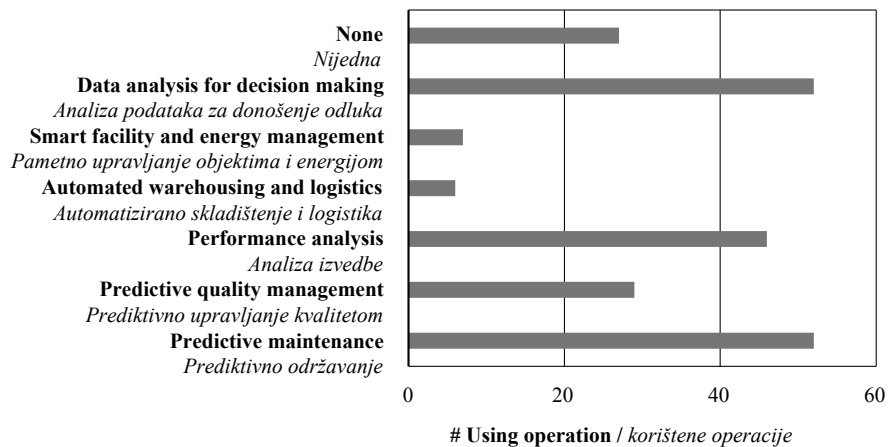 None
Nijedna
Data analysis for decision making
Analiza podataka za donošenje odluka
Smart facility and energy management
Pametno upravljanje objektima i energijom
Automated warehousing and logistics
Automatizirano skladištenje i logistika
Performance analysis
Analiza izvedbe
Predictive quality management
Prediktivno upravljanje kvalitetom
Predictive maintenance
Prediktivno održavanje
0 20 40 60
# Using operation / korištene operacije